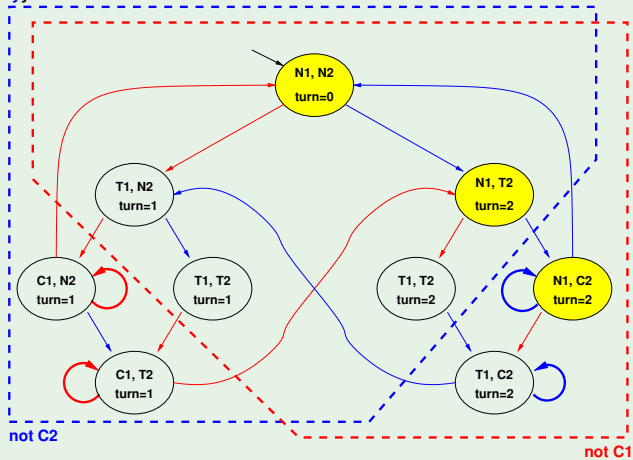 N1, N2
turn=0
T1, N2
turn=1
N1, T2
turn=2
C1, N2
turn=1
T1, T2
turn=1
T1, T2
turn=2
N1, C2
turn=2
C1, T2
turn=1
T1, C2
turn=2
not C2
not C1